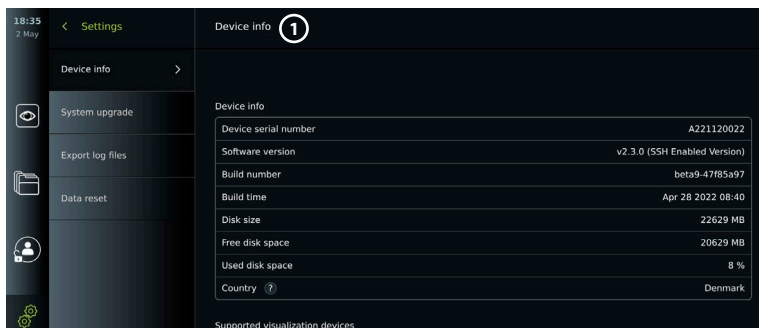 18:35
2 May
Settings
Device info
1
Device info
System upgrade
Export log files
Data reset
Device info
Device serial number A221120022
Software version v2.3.0 (SSH Enabled Version)
Build number beta9-47f85a97
Build time Apr 28 2022 08:40
Disk size 22629 MB
Free disk space 20629 MB
Used disk space 8 %
Country ? Denmark
Supported visualization devices